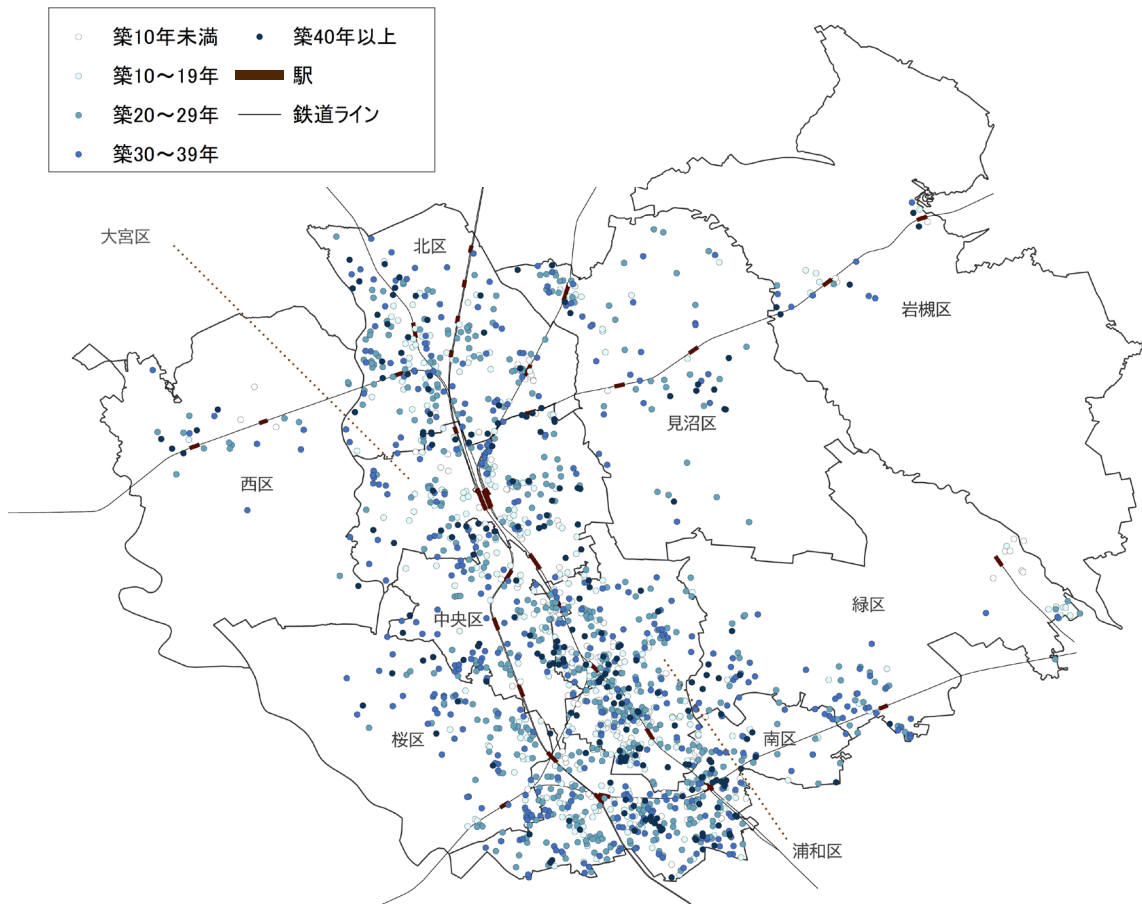 築10年未満
築40年以上
築10～19年
駅
築20～29年
鉄道ライン
築30～39年
大宮区
北区
岩槻区
見沼区
西区
緑区
中央区
桜区
南区
浦和区